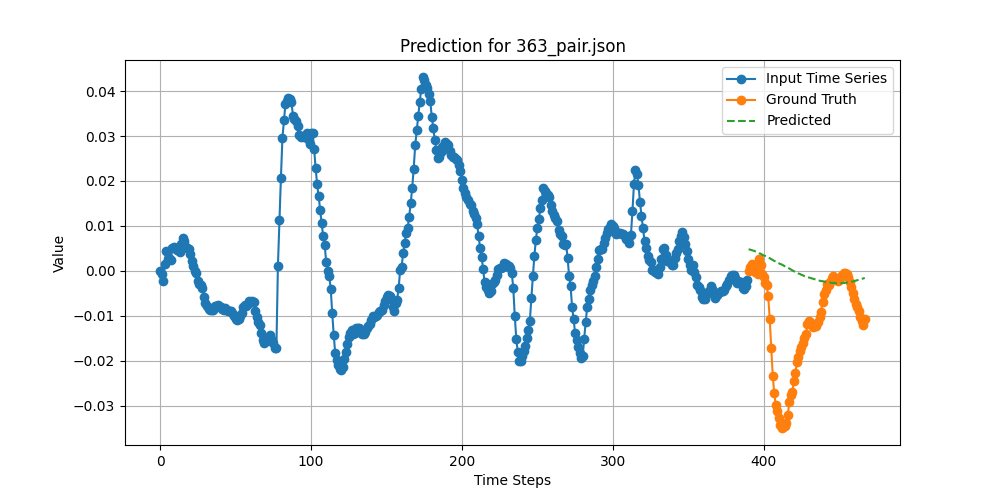 Prediction for 363_pair.json
Input Time Series
Ground Truth
Predicted
Value
0.04
0.03
0.02
0.01
0.00
−0.01
−0.02
−0.03
0
100
200
300
400
Time Steps